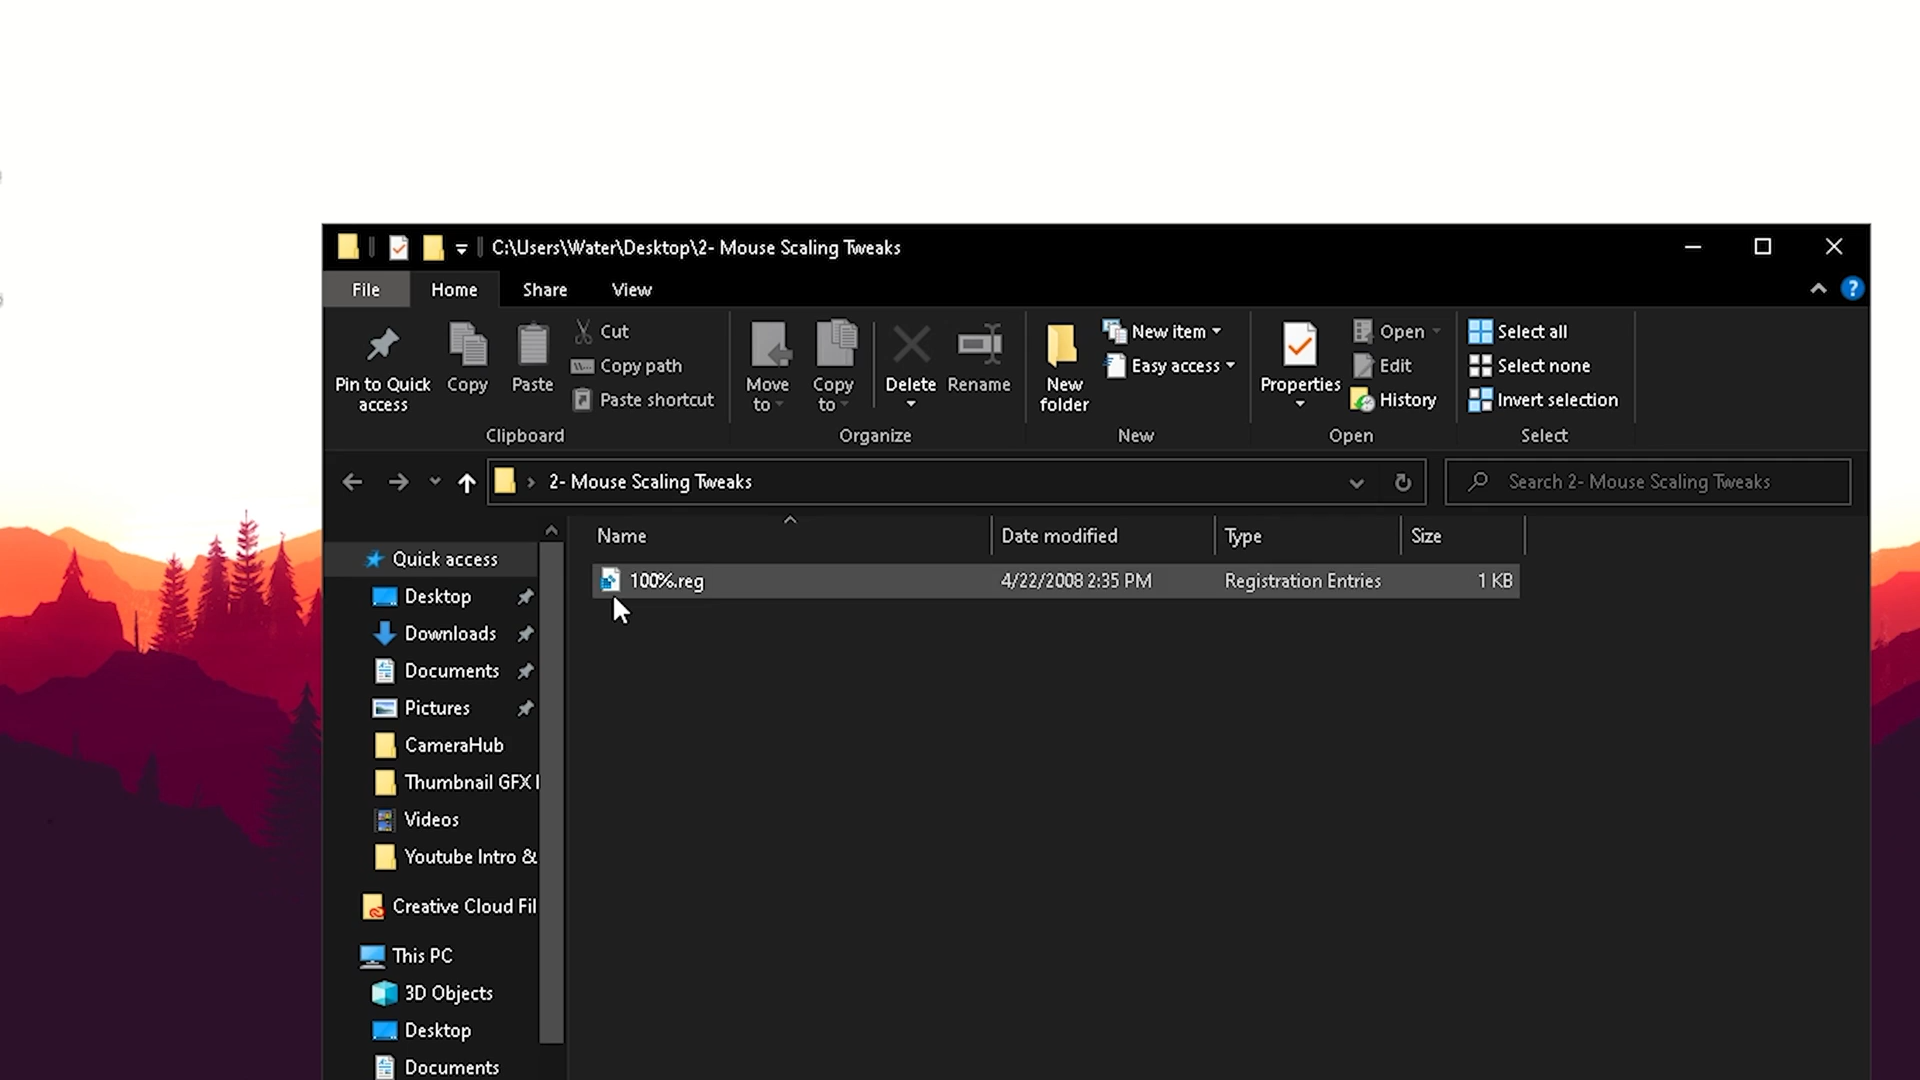 C:\Users\Water\Desktop\2- Mouse Scaling Tweaks
File Home Share View
Pin to Quick access
Copy
Paste
Cut
Copy path
Paste shortcut
Clipboard
Move to
Copy to
Delete
Rename
Organize
New folder
New item
Easy access
New
Properties
Open
Edit
History
Open
Select all
Select none
Invert selection
Select
2- Mouse Scaling Tweaks
Search 2- Mouse Scaling Tweaks
Name Date modified Type Size
100%.reg 4/22/2008 2:35 PM Registration Entries 1 KB
Quick access
Desktop
Downloads
Documents
Pictures
CameraHub
Thumbnail GFX
Videos
Youtube Intro &
Creative Cloud Fil
This PC
3D Objects
Desktop
Documents